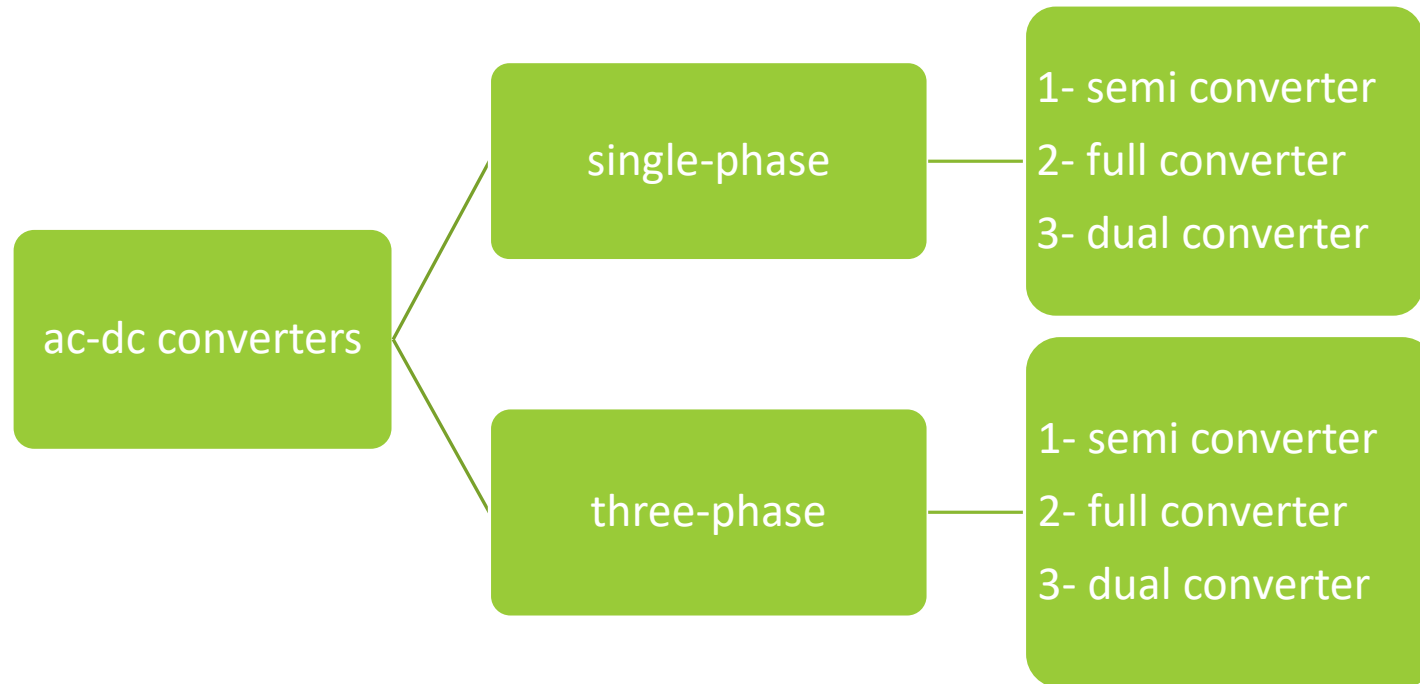 ac-dc converters
single-phase
1- semi converter
2- full converter
3- dual converter
three-phase
1- semi converter
2- full converter
3- dual converter